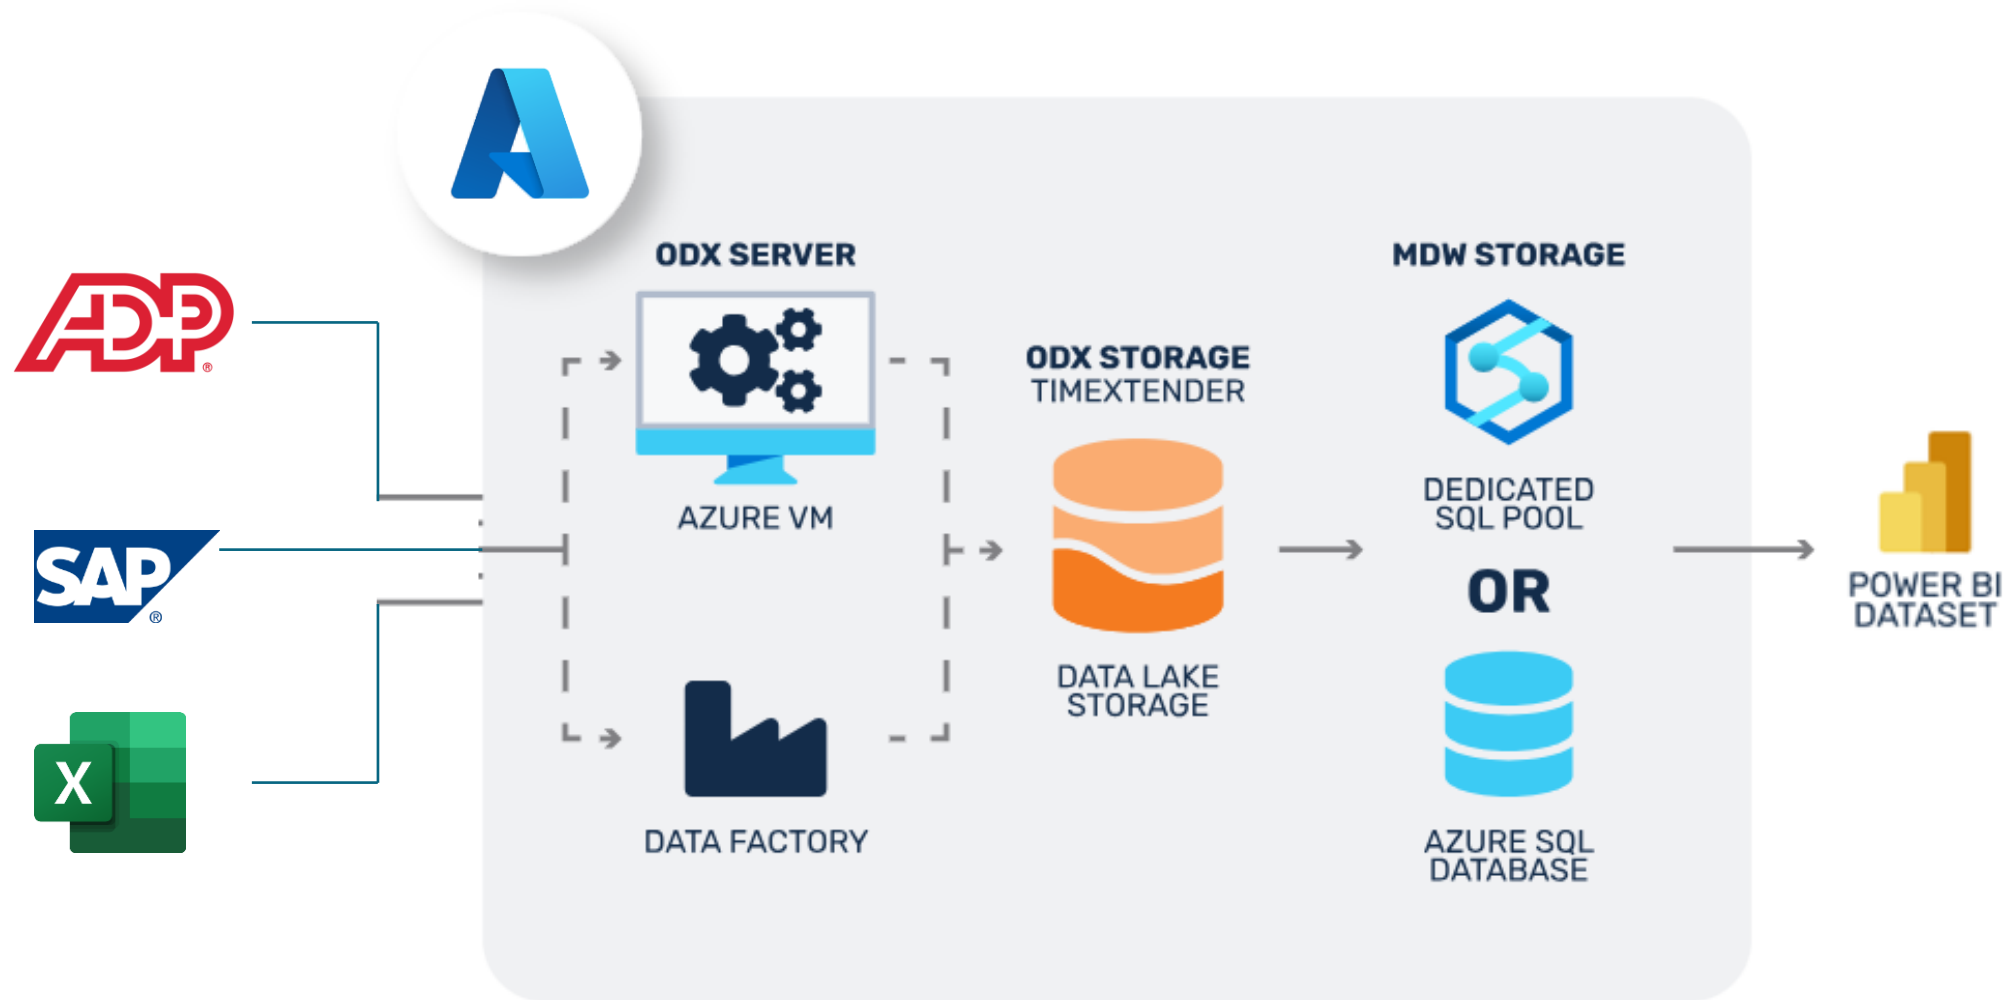 ADP
®
SAP
®
X
ODX SERVER
AZURE VM
DATA FACTORY
ODX STORAGE
TIMEXTENDER
DATA LAKE
STORAGE
MDW STORAGE
DEDICATED
SQL POOL
OR
AZURE SQL
DATABASE
POWER BI
DATASET